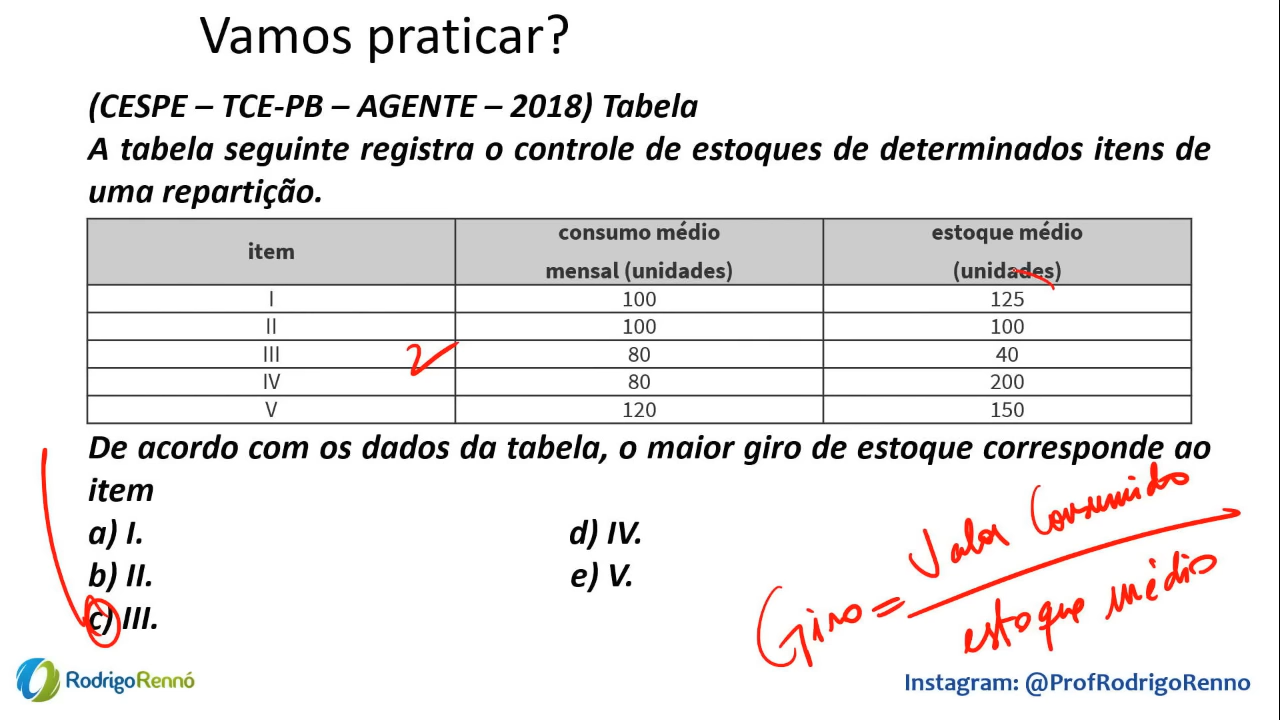 Vamos praticar?
(CESPE – TCE-PB – AGENTE – 2018) Tabela
A tabela seguinte registra o controle de estoques de determinados itens de
uma repartição.
item consumo médio mensal (unidades) estoque médio (unidades)
I 100 125
II 100 100
III 2 80 40
IV 80 200
V 120 150
De acordo com os dados da tabela, o maior giro de estoque corresponde ao
item
a) I. d) IV.
b) II. e) V.
c) III.
Giro = Valor Consumido
estoque médio
RodrigoRennó
Instagram: @ProfRodrigoRenno